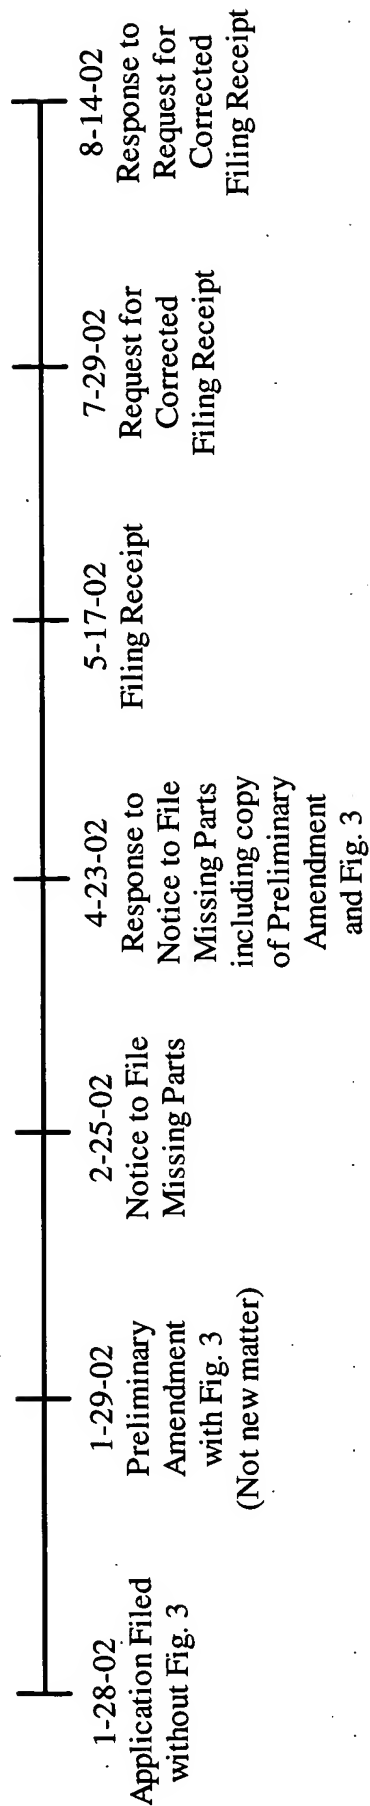 1-28-02
Application Filed
without Fig. 3
1-29-02
Preliminary
Amendment
with Fig. 3
(Not new matter)
2-25-02
Notice to File
Missing Parts
4-23-02
Response to
Notice to File
Missing Parts
including copy
of Preliminary
Amendment
and Fig. 3
5-17-02
Filing Receipt
7-29-02
Request for
Corrected
Filing Receipt
8-14-02
Response to
Request for
Corrected
Filing Receipt